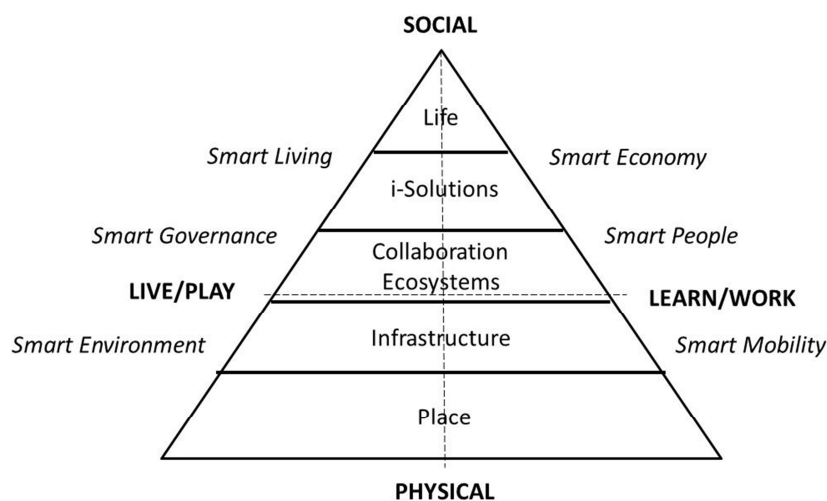 SOCIAL
Life
Smart Living
Smart Economy
i-Solutions
Smart Governance
Smart People
Collaboration
Ecosystems
LIVE/PLAY
LEARN/WORK
Smart Environment
Infrastructure
Smart Mobility
Place
PHYSICAL